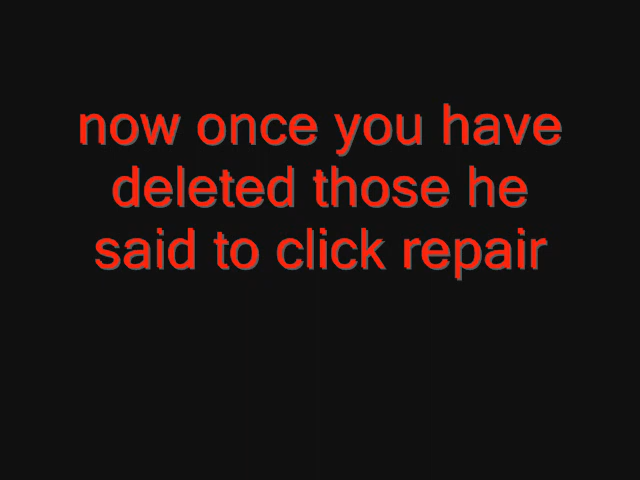 now once you have
deleted those he
said to click repair